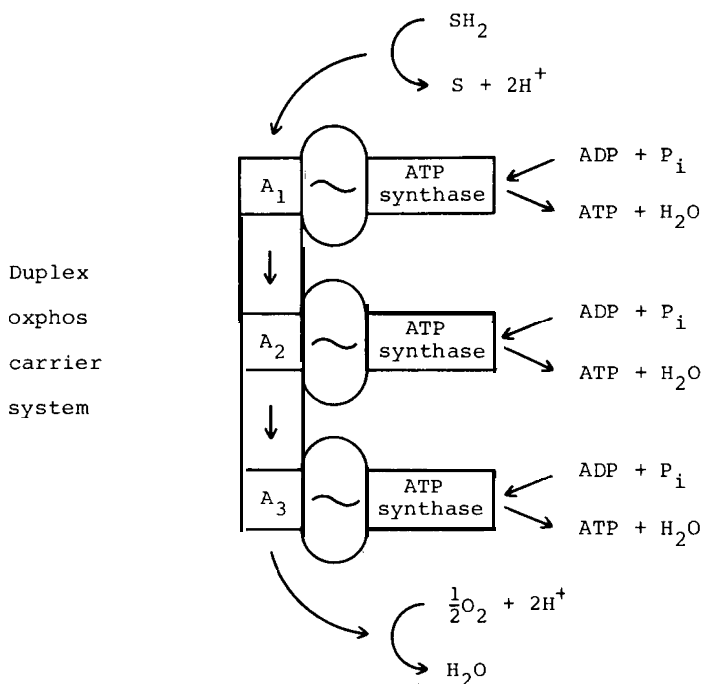 SH2
S + 2H+
A1
~
ATP
synthase
ADP + Pi
ATP + H2O
Duplex
oxphos
carrier
system
A2
~
ATP
synthase
ADP + Pi
ATP + H2O
A3
~
ATP
synthase
ADP + Pi
ATP + H2O
1/2O2 + 2H+
H2O